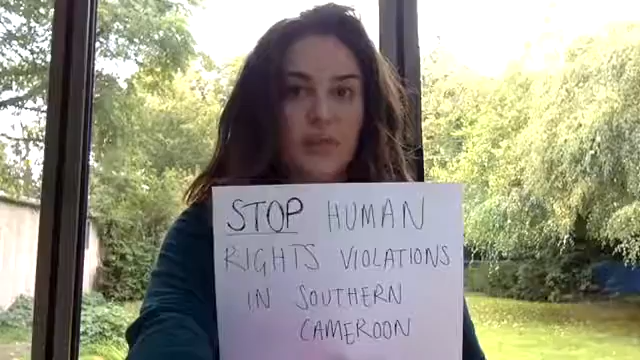 STOP HUMAN
RIGHTS VIOLATIONS
IN SOUTHERN
CAMEROON